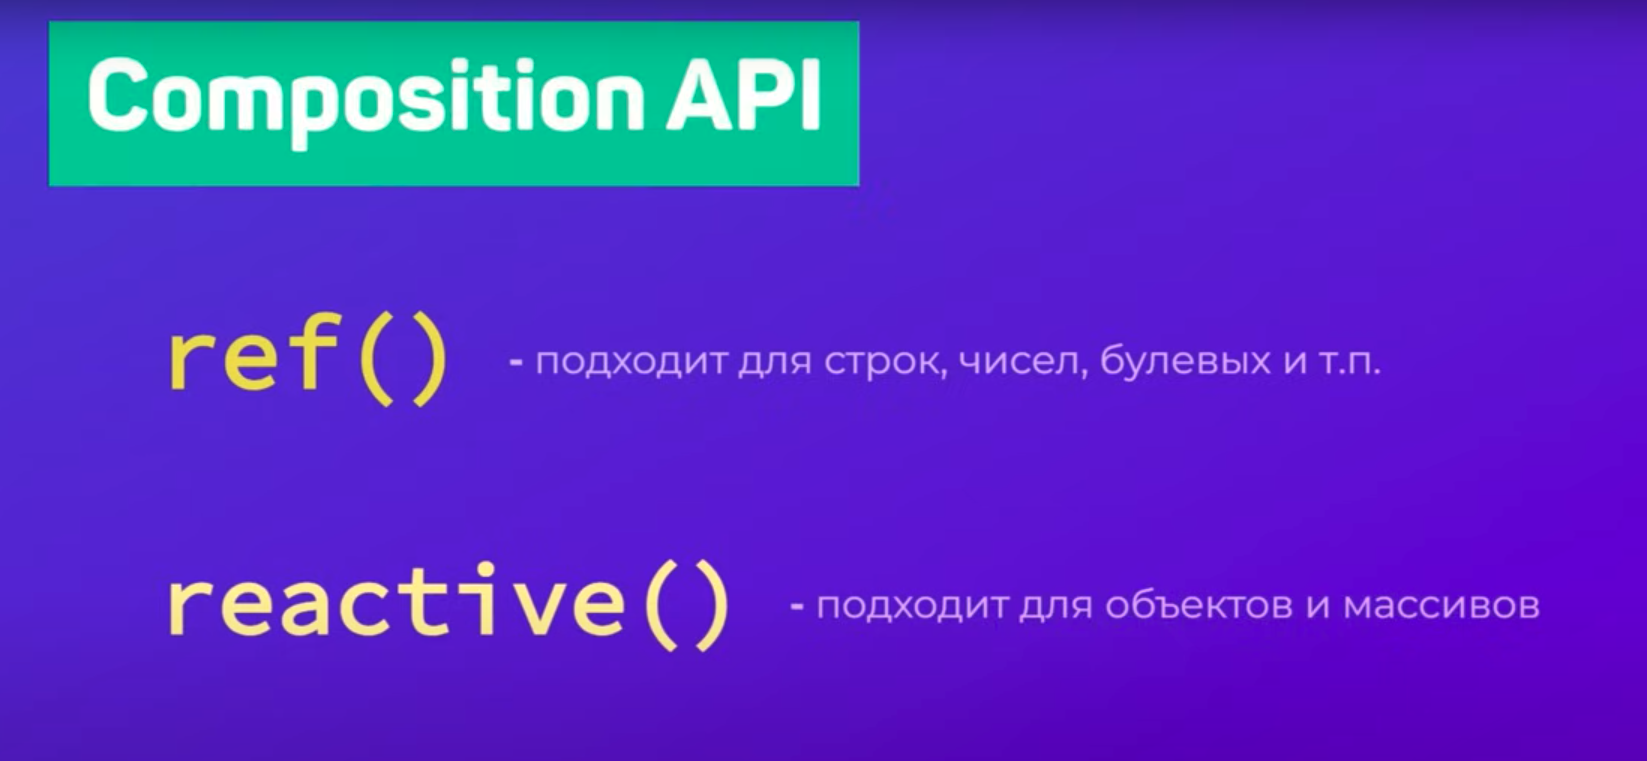 Composition API
ref() - подходит для строк, чисел, булевых и т.п.
reactive() - подходит для объектов и массивов